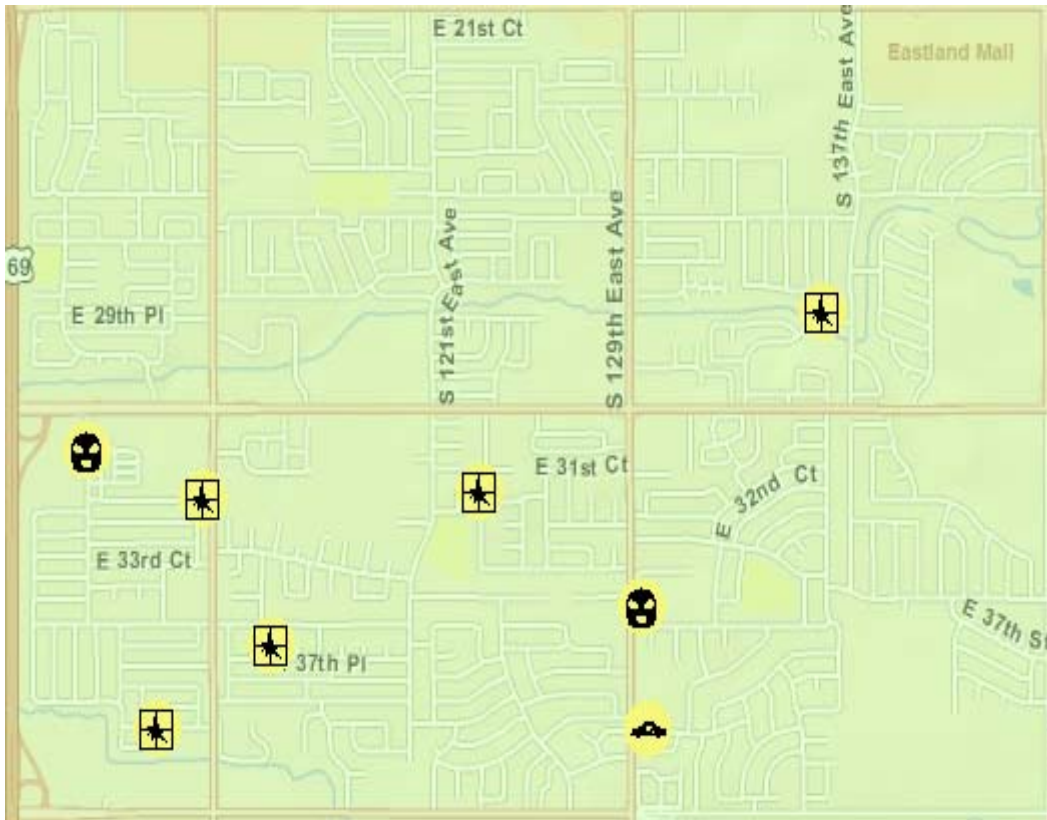 E 21st Ct
Eastland Mall
S 137th East Ave
S 121st East Ave
S 129th East Ave
69
E 29th Pl
E 31st Ct
E 32nd Ct
E 33rd Ct
E 37th St
37th Pl